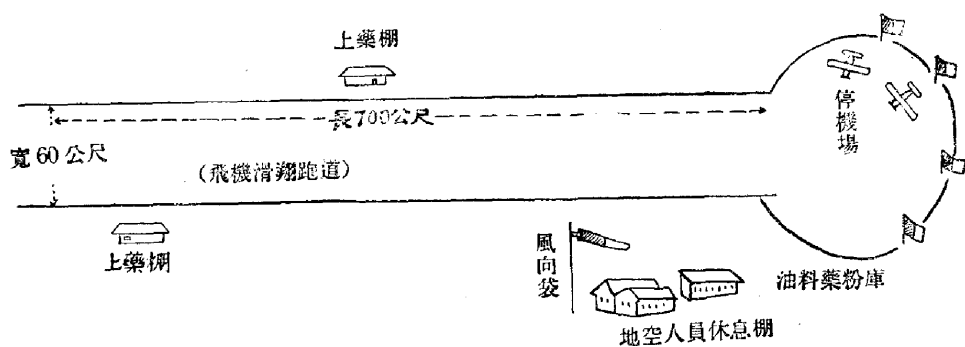 上藥棚
長700公尺
停機場
寬60公尺
(飛機滑翔跑道)
上藥棚
風向袋
油料藥粉庫
地空人員休息棚